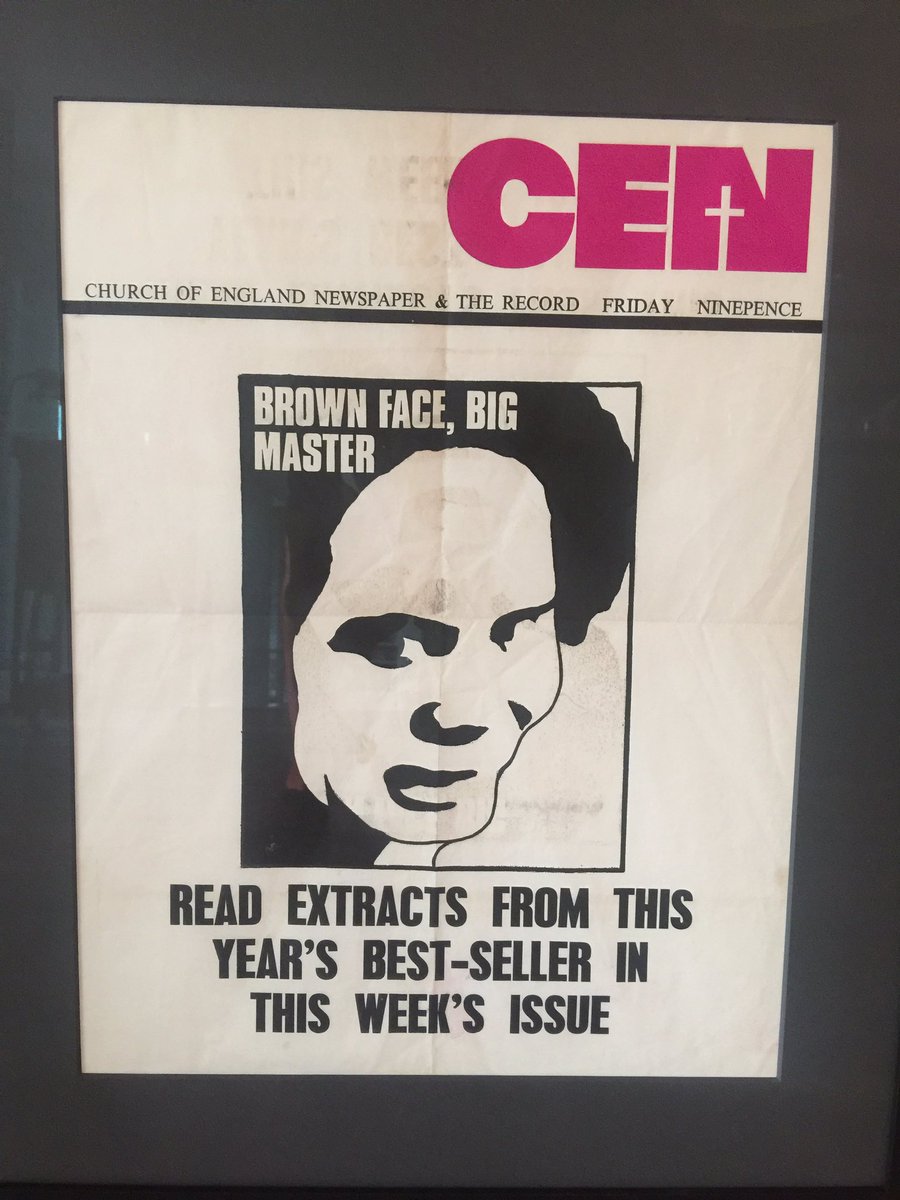 CEN
CHURCH OF ENGLAND NEWSPAPER & THE RECORD FRIDAY NINEPENCE
BROWN FACE, BIG
MASTER
READ EXTRACTS FROM THIS
YEAR'S BEST-SELLER IN
THIS WEEK'S ISSUE